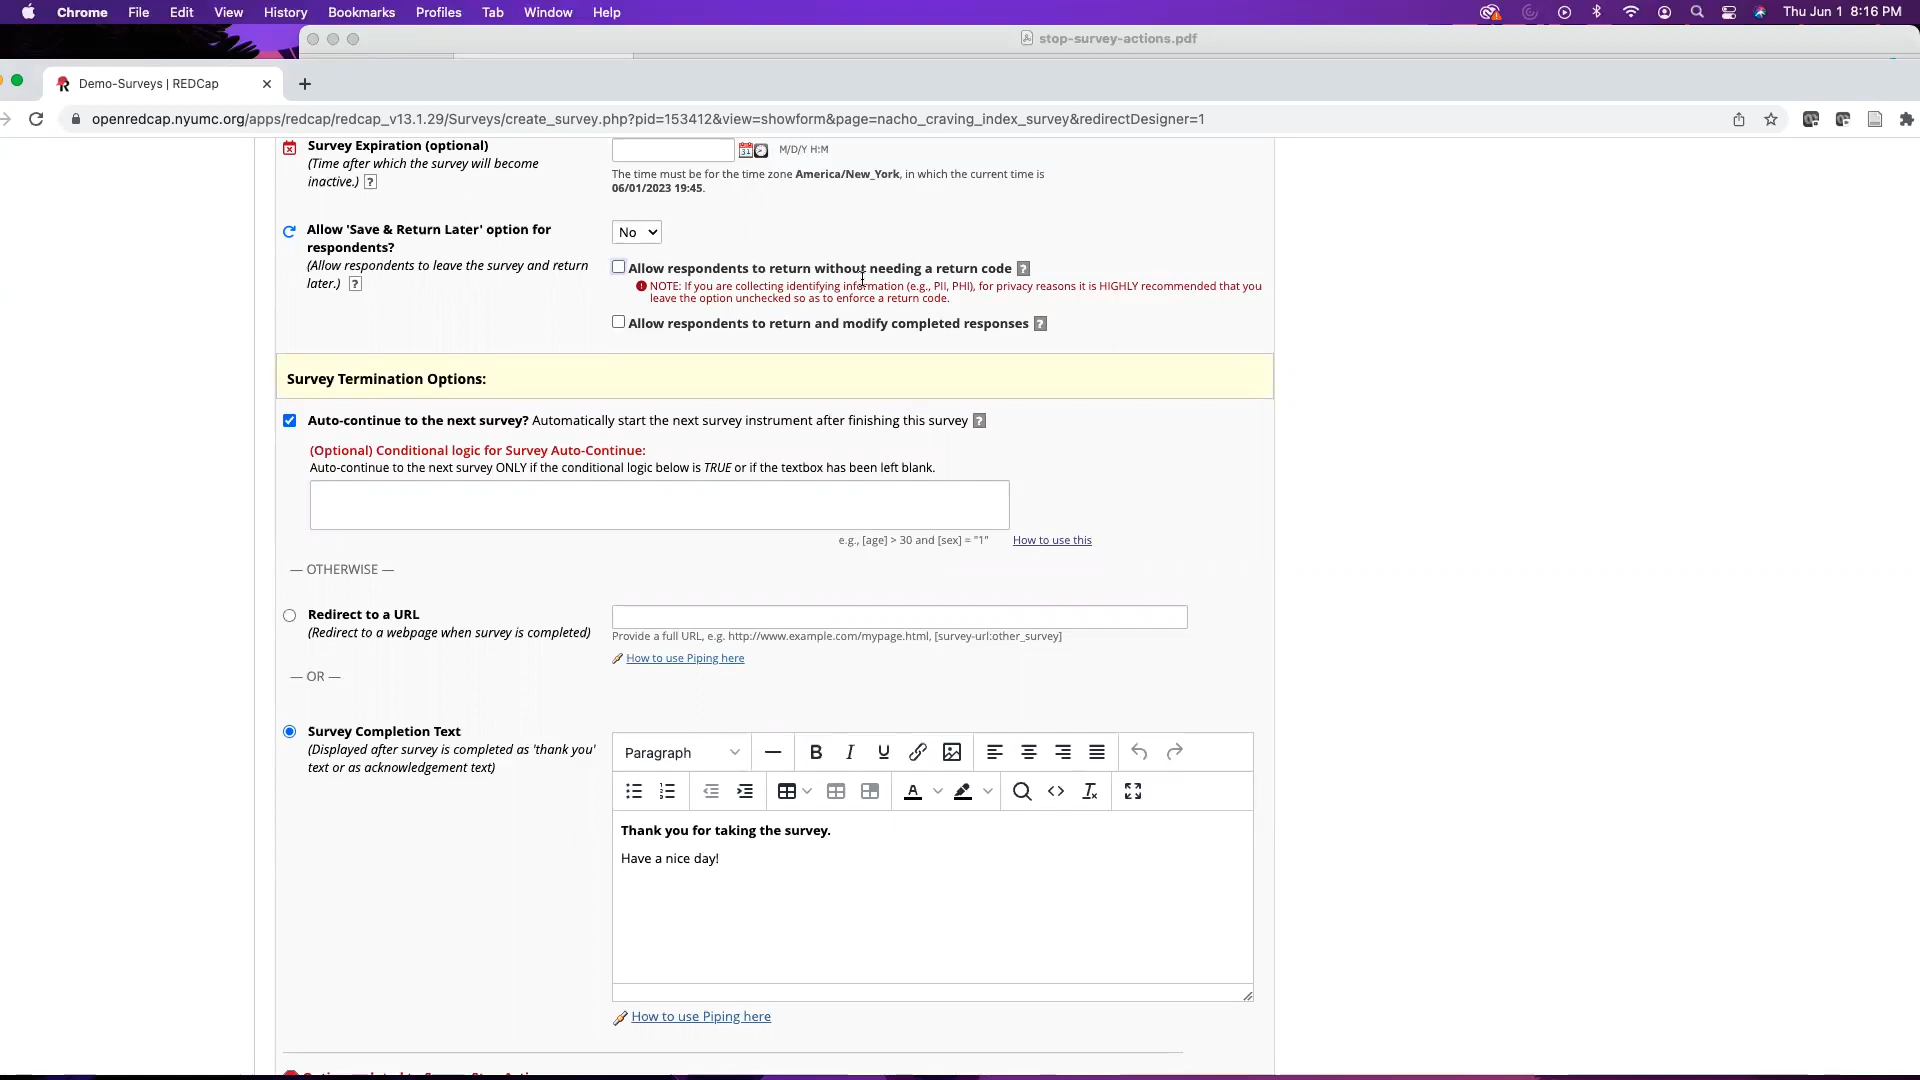 Chrome File Edit View History Bookmarks Profiles Tab Window Help Thu Jun 1 8:16 PM
stop-survey-actions.pdf
Demo-Surveys | REDCap
openredcap.nyumc.org/apps/redcap/redcap_v13.1.29/Surveys/create_survey.php?pid=153412&view=showform&page=nacho_craving_index_survey&redirectDesigner=1
Survey Expiration (optional)
(Time after which the survey will become
inactive.) ?
31 M/D/Y H:M
The time must be for the time zone America/New_York, in which the current time is
06/01/2023 19:45.
Allow 'Save & Return Later' option for
respondents?
(Allow respondents to leave the survey and return
later.) ?
No
Allow respondents to return without needing a return code ?
NOTE: If you are collecting identifying information (e.g., PII, PHI), for privacy reasons it is HIGHLY recommended that you
leave the option unchecked so as to enforce a return code.
Allow respondents to return and modify completed responses ?
Survey Termination Options:
Auto-continue to the next survey? Automatically start the next survey instrument after finishing this survey ?
(Optional) Conditional logic for Survey Auto-Continue:
Auto-continue to the next survey ONLY if the conditional logic below is TRUE or if the textbox has been left blank.
e.g., [age] > 30 and [sex] = "1" How to use this
— OTHERWISE —
Redirect to a URL
(Redirect to a webpage when survey is completed)
Provide a full URL, e.g. http://www.example.com/mypage.html, [survey-url:other_survey]
How to use Piping here
— OR —
Survey Completion Text
(Displayed after survey is completed as 'thank you'
text or as acknowledgement text)
Paragraph B I U
A
Thank you for taking the survey.
Have a nice day!
How to use Piping here